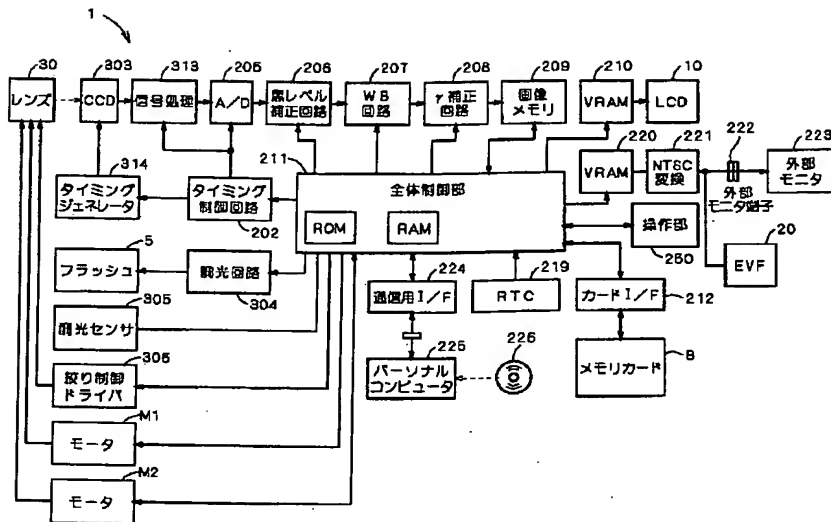 1
30
303
313
205
206
207
208
209
210
10
レンズ
CCD
信号処理
A/D
黒レベル
補正回路
WB
回路
γ補正
回路
画像
メモリ
VRAM
LCD
314
211
220
221
222
223
タイミング
ジェネレータ
タイミング
制御回路
202
全体制御部
ROM
RAM
VRAM
NTSC
変換
外部
モニタ端子
外部
モニタ
操作部
250
20
EVF
5
フラッシュ
調光回路
304
224
通信用I/F
219
RTC
カードI/F
212
305
調光センサ
225
パーソナル
コンピュータ
226
メモリカード
8
306
絞り制御
ドライバ
M1
モータ
M2
モータ